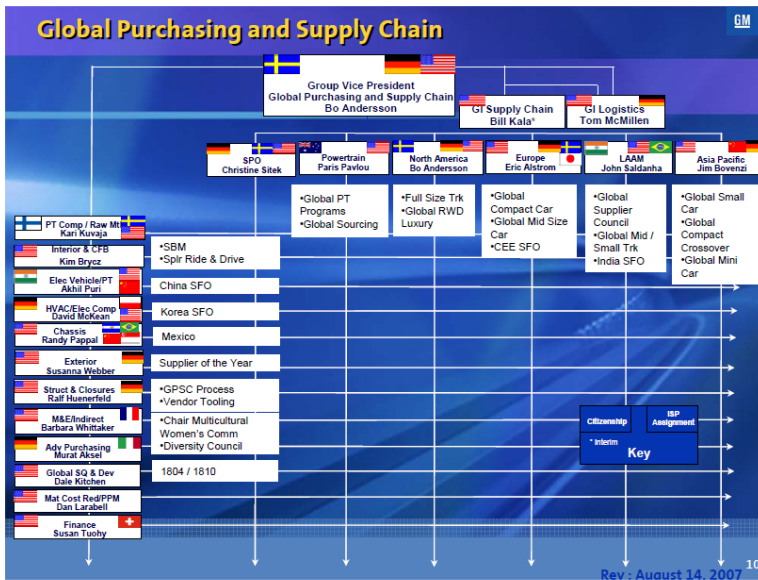 Global Purchasing and Supply Chain
GM
Group Vice President
Global Purchasing and Supply Chain
Bo Andersson
GI Supply Chain
Bill Kala*
GI Logistics
Tom McMillen
SPO
Christine Sitek
Powertrain
Paris Pavlou
North America
Bo Andersson
Europe
Eric Alstrom
LAAM
John Saldanha
Asia Pacific
Jim Bovenzi
•Global PT
Programs
•Global Sourcing
•Full Size Trk
•Global RWD
Luxury
•Global
Compact Car
•Global Mid Size
Car
•CEE SFO
•Global
Supplier
Council
•Global Mid /
Small Trk
•India SFO
•Global Small
Car
•Global
Compact
Crossover
•Global Mini
Car
PT Comp / Raw Mt
Kari Kuvaja
Interior & CFB
Kim Brycz
•SBM
•Splr Ride & Drive
Elec Vehicle/PT
Akhil Puri
China SFO
HVAC/Elec Comp
David McKean
Korea SFO
Chassis
Randy Pappal
Mexico
Exterior
Susanna Webber
Supplier of the Year
Struct & Closures
Ralf Huenerfeld
•GPSC Process
•Vendor Tooling
M&E/Indirect
Barbara Whittaker
•Chair Multicultural
Women's Comm
•Diversity Council
Adv Purchasing
Murat Aksel
Global SQ & Dev
Dale Kitchen
1804 / 1810
Mat Cost Red/PPM
Dan Larabell
Finance
Susan Tuohy
Citizenship
ISP
Assignment
* Interim
Key
10
Rev : August 14, 2007